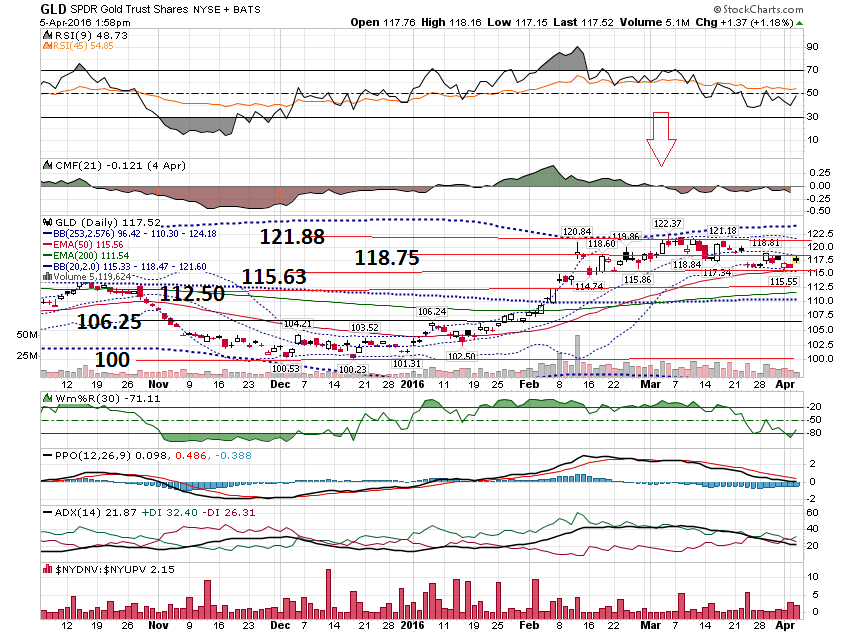 GLD SPDR Gold Trust Shares NYSE + BATS
© StockCharts.com
5-Apr-2016 1:58pm
Open 117.76 High 118.16 Low 117.15 Last 117.52 Volume 5.1M Chg +1.37 (+1.18%)
RSI(9) 48.73
RSI(45) 54.85
90
70
50
30
10
CMF(21) -0.121 (4 Apr)
0.25
0.00
-0.25
-0.50
GLD (Daily) 117.52
BB(253,2.576) 96.42 - 110.30 - 124.18
EMA(50) 115.56
EMA(200) 111.54
BB(20,2.0) 115.33 - 118.47 - 121.60
Volume 5,119,624
121.88
118.75
115.63
112.50
106.25
100
120.84
118.60
119.86
122.37
121.18
118.81
118.84
117.34
115.86
114.74
115.55
106.24
104.21
103.52
102.50
101.31
100.53
100.23
122.5
120.0
117.5
115.0
112.5
110.0
107.5
105.0
102.5
100.0
50M
25M
12 19 26 Nov 9 16 23 Dec 7 14 21 28 2016 11 19 25 Feb 8 16 22 Mar 7 14 21 28 Apr
Wm%R(30) -71.11
-20
-50
-80
PPO(12,26,9) 0.098, 0.486, -0.388
2
0
-2
ADX(14) 21.87 +DI 32.40 -DI 26.31
60
40
20
$NYDNV:$NYUPV 2.15
10
5
0
12 19 26 Nov 9 16 23 Dec 7 14 21 28 2016 11 19 25 Feb 8 16 22 Mar 7 14 21 28 Apr